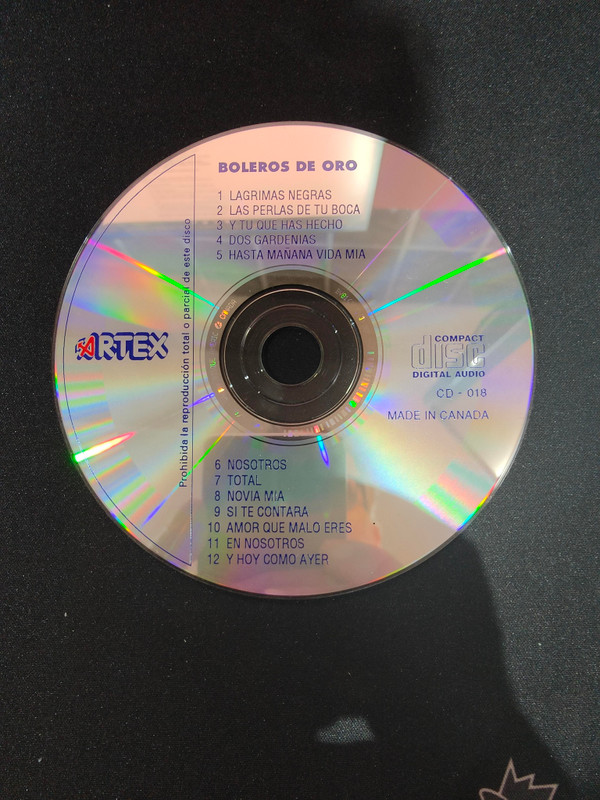 BOLEROS DE ORO
1 LAGRIMAS NEGRAS
2 LAS PERLAS DE TU BOCA
3 Y TU QUE HAS HECHO
4 DOS GARDENIAS
5 HASTA MAÑANA VIDA MIA
Prohibida la reproducción total o parcial de este disco
ARTEX
COMPACT
disc
DIGITAL AUDIO
CD - 018
MADE IN CANADA
6 NOSOTROS
7 TOTAL
8 NOVIA MIA
9 SI TE CONTARA
10 AMOR QUE MALO ERES
11 EN NOSOTROS
12 Y HOY COMO AYER